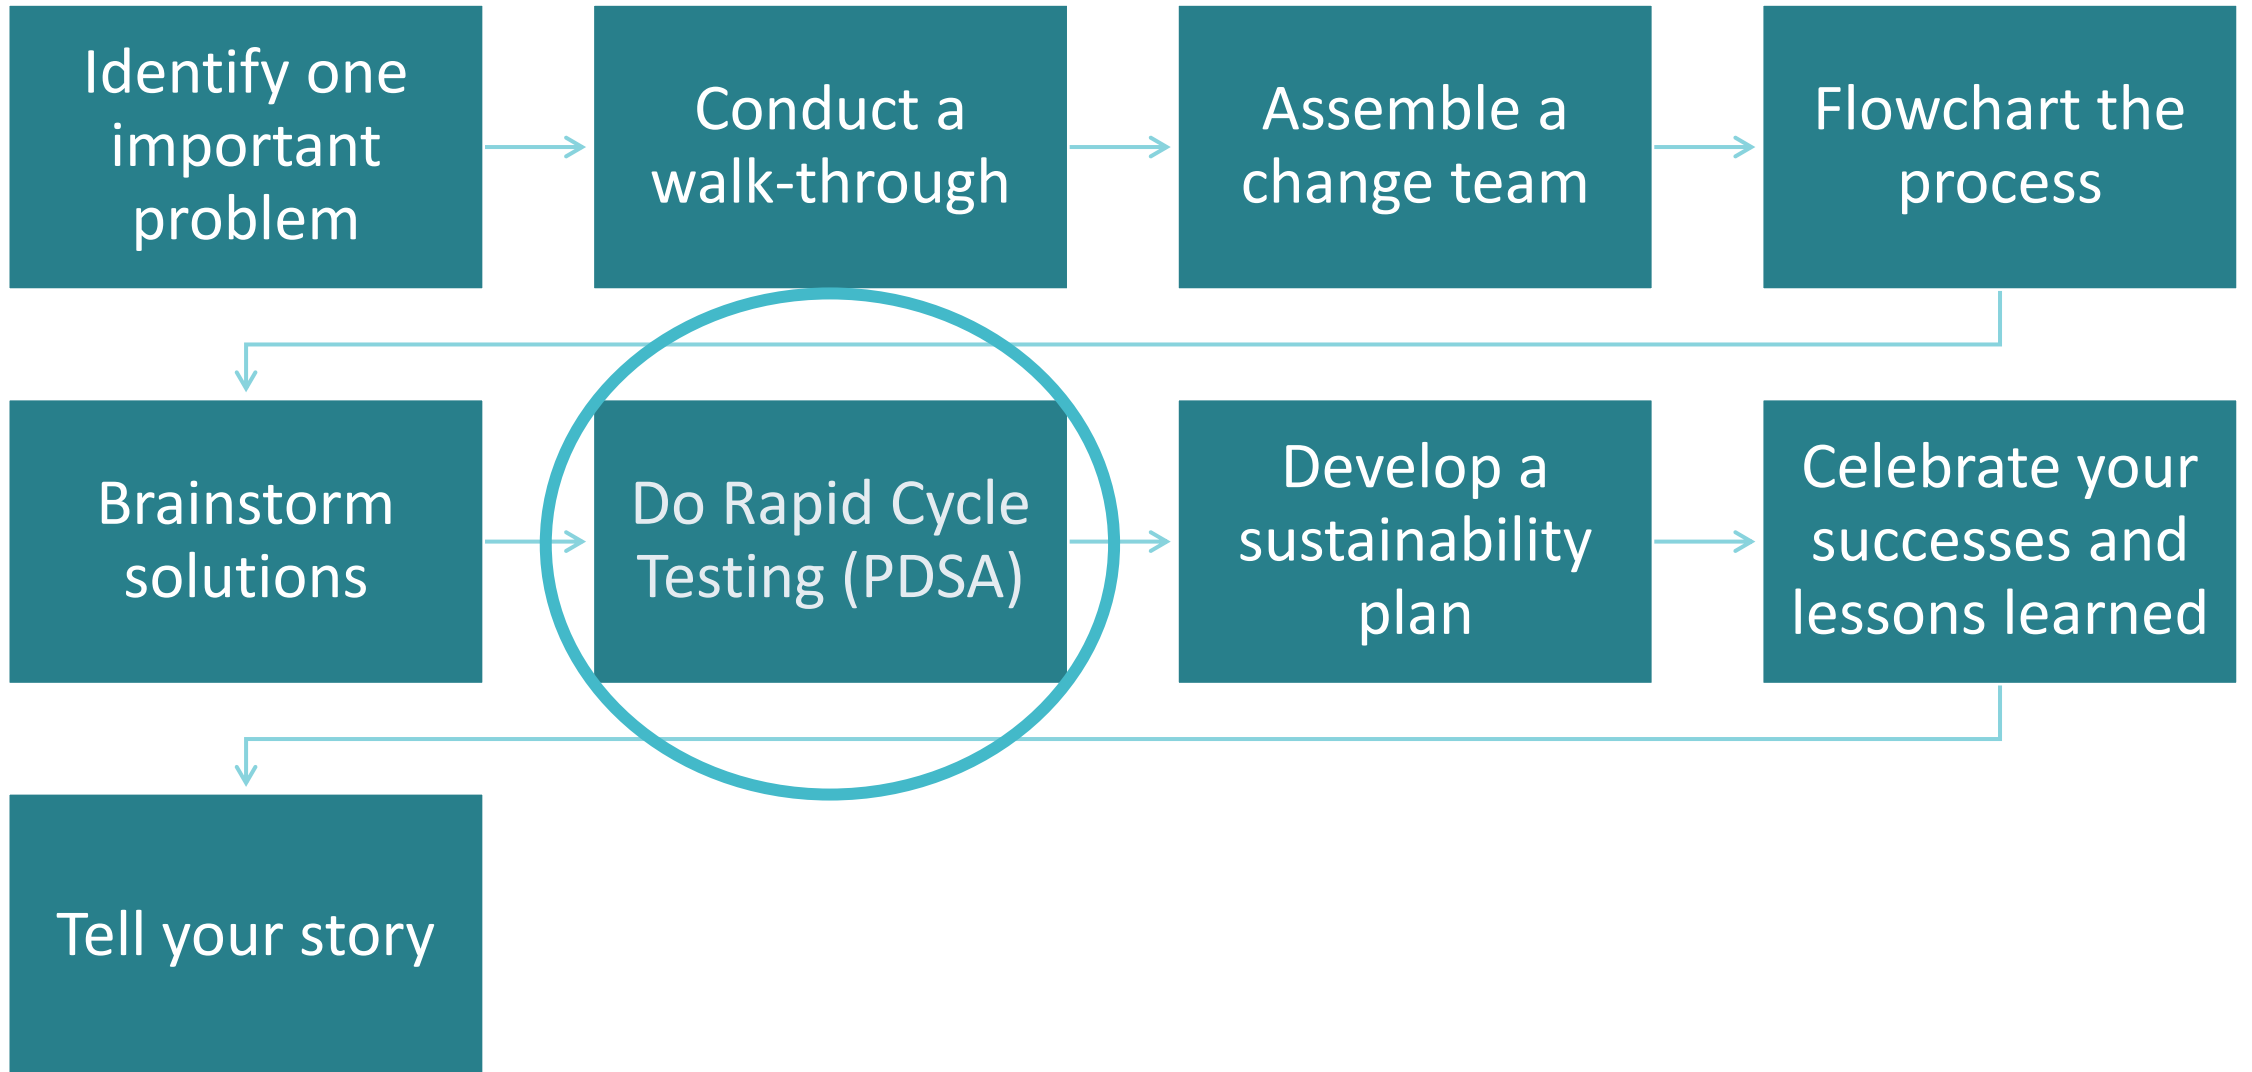 Identify one
important
problem
Conduct a
walk-through
Assemble a
change team
Flowchart the
process
Brainstorm
solutions
Do Rapid Cycle
Testing (PDSA)
Develop a
sustainability
plan
Celebrate your
successes and
lessons learned
Tell your story